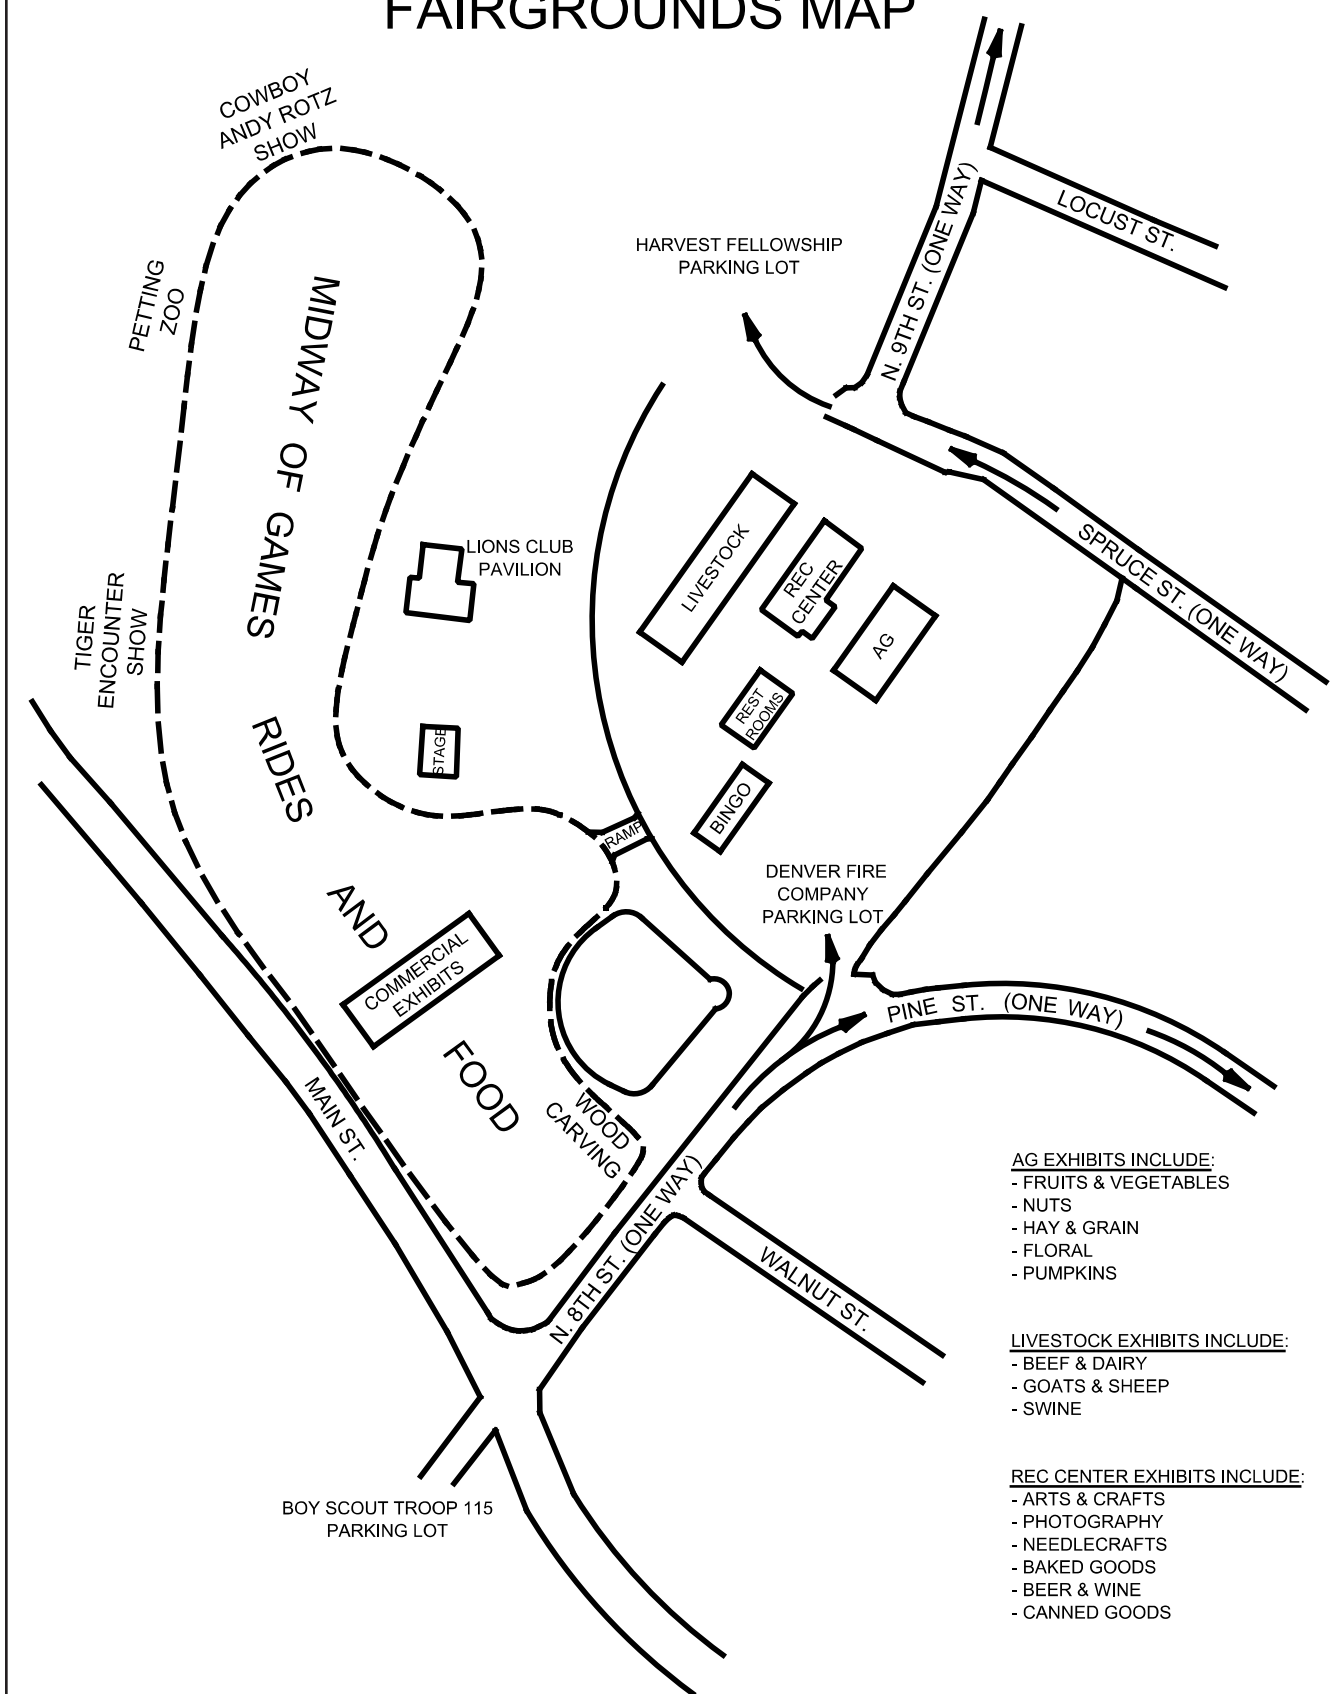 FAIRGROUNDS MAP
COWBOY
ANDY ROTZ
SHOW
LOCUST ST.
N. 9TH ST. (ONE WAY)
HARVEST FELLOWSHIP
PARKING LOT
PETTING
ZOO
MIDWAY OF GAMES
LIONS CLUB
PAVILION
LIVESTOCK
REC
CENTER
AG
SPRUCE ST. (ONE WAY)
TIGER
ENCOUNTER
SHOW
REST
ROOMS
STAGE
RIDES
BINGO
RAMP
AND
DENVER FIRE
COMPANY
PARKING LOT
COMMERCIAL
EXHIBITS
PINE ST. (ONE WAY)
FOOD
MAIN ST.
WOOD
CARVING
N. 8TH ST. (ONE WAY)
WALNUT ST.
AG EXHIBITS INCLUDE:
- FRUITS & VEGETABLES
- NUTS
- HAY & GRAIN
- FLORAL
- PUMPKINS
LIVESTOCK EXHIBITS INCLUDE:
- BEEF & DAIRY
- GOATS & SHEEP
- SWINE
REC CENTER EXHIBITS INCLUDE:
- ARTS & CRAFTS
- PHOTOGRAPHY
- NEEDLECRAFTS
- BAKED GOODS
- BEER & WINE
- CANNED GOODS
BOY SCOUT TROOP 115
PARKING LOT